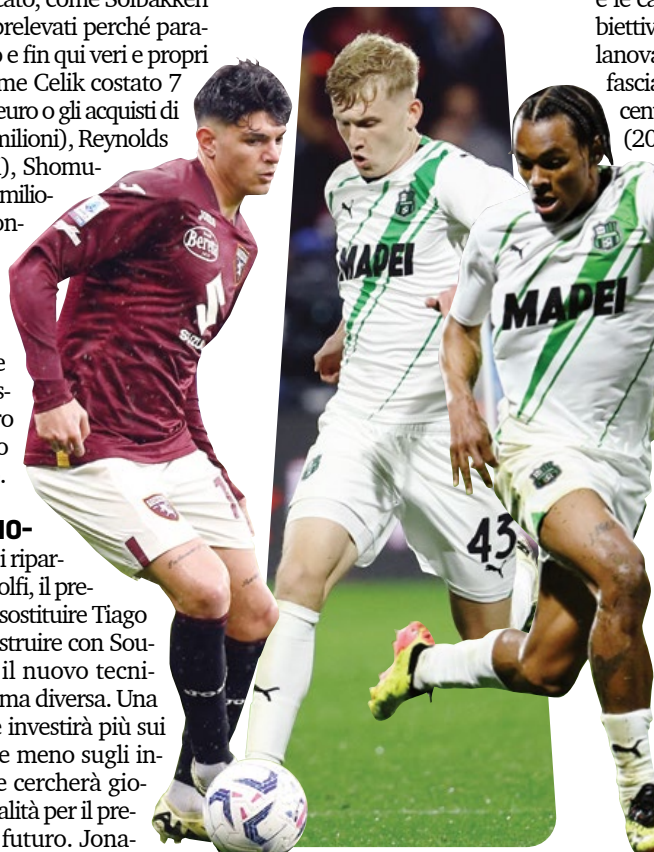 cato, come Solbakken
prelevati perché para-
o e fin qui veri e propri
me Celik costato 7
euro o gli acquisti di
milioni), Reynolds
), Shomu-
milio-
on-
e
s-
ro
o
.
IO-
i ripar-
olfi, il pre-
sostituire Tiago
struire con Sou-
il nuovo tecni-
ma diversa. Una
e investirà più sui
e meno sugli in-
e cercherà gio-
alità per il pre-
futuro. Jona-
e le ca
biettiv
lanova
fascia
cent
(20
Beretta
MAPEI
43
MAPEI